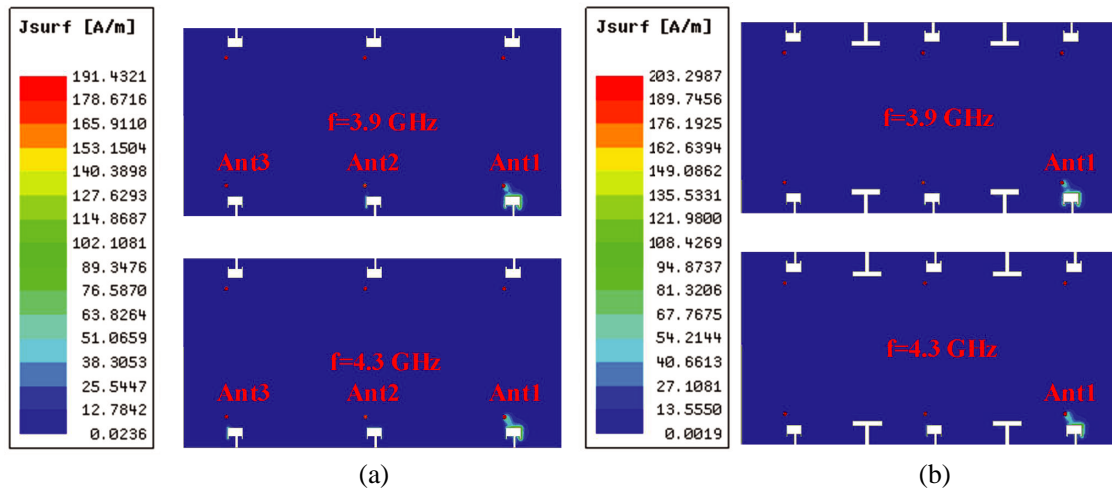 Jsurf [A/m]
191.4321
178.6716
165.9110
153.1504
140.3898
127.6293
114.8687
102.1081
89.3476
76.5870
63.8264
51.0659
38.3053
25.5447
12.7842
0.0236
f=3.9 GHz
Ant3 Ant2 Ant1
f=4.3 GHz
Ant3 Ant2 Ant1
(a)
Jsurf [A/m]
203.2987
189.7456
176.1925
162.6394
149.0862
135.5331
121.9800
108.4269
94.8737
81.3206
67.7675
54.2144
40.6613
27.1081
13.5550
0.0019
f=3.9 GHz
Ant1
f=4.3 GHz
Ant1
(b)